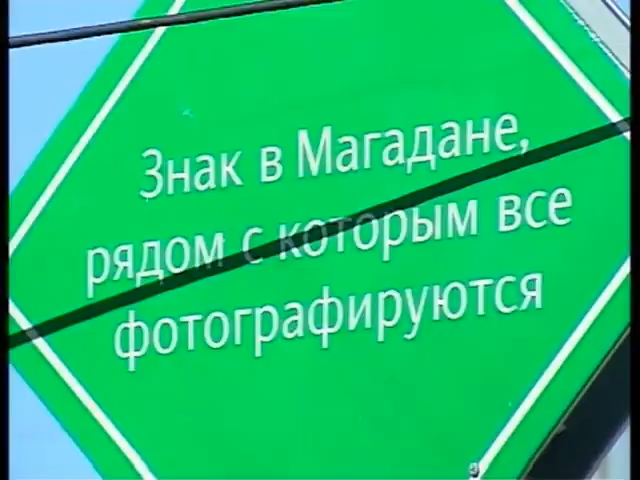 Знак в Магадане,
рядом с которым все
фотографируются